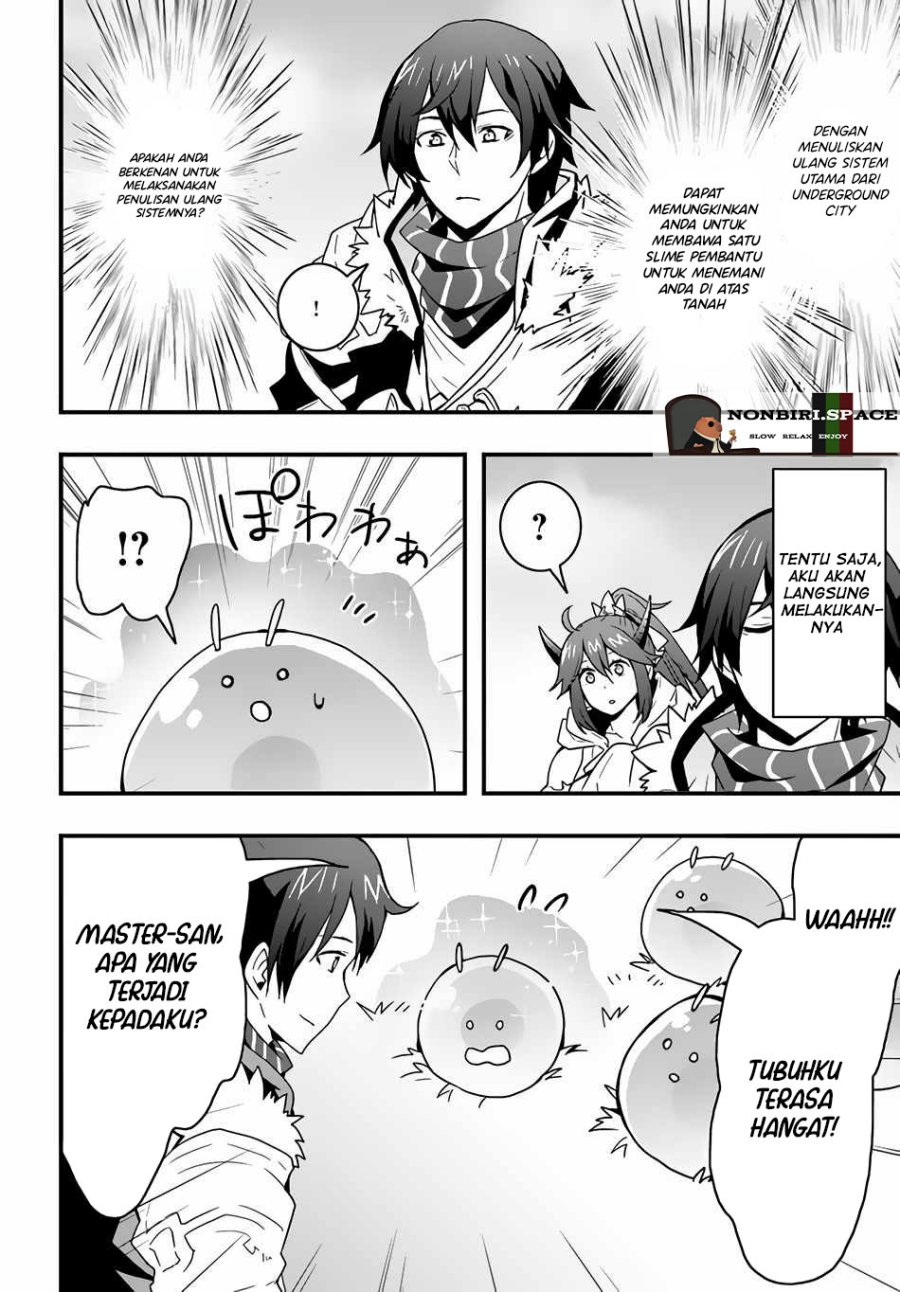 DENGAN
MENULISKAN
ULANG SISTEM
UTAMA DARI
UNDERGROUND
CITY
DAPAT
MEMUNGKINKAN
ANDA UNTUK
MEMBAWA SATU
SLIME PEMBANTU
UNTUK MENEMANI
ANDA DI ATAS
TANAH
!
APAKAH ANDA
BERKENAN UNTUK
MELAKSANAKAN
PENULISAN ULANG
SISTEMNYA?
NONBIRI.SPACE
SLOW RELAX ENJOY
TENTU SAJA,
AKU AKAN
LANGSUNG
MELAKUKAN-
NYA
?
ぽわわぁ
!?
WAAHH!!
TUBUHKU
TERASA
HANGAT!
MASTER-SAN,
APA YANG
TERJADI
KEPADAKU?